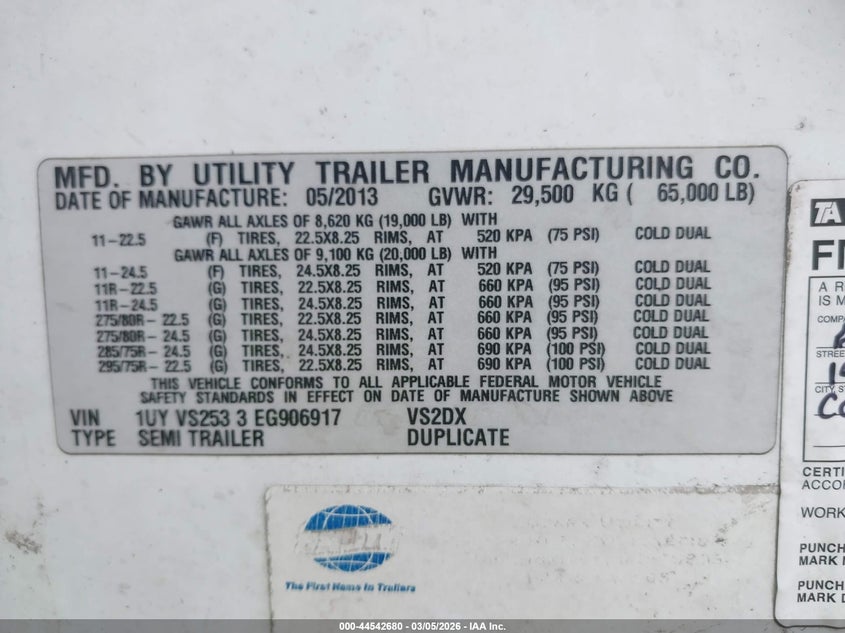 MFD. BY UTILITY TRAILER MANUFACTURING CO.
DATE OF MANUFACTURE: 05/2013 GVWR: 29,500 KG ( 65,000 LB)
GAWR ALL AXLES OF 8,620 KG (19,000 LB) WITH
11-22.5 (F) TIRES, 22.5X8.25 RIMS, AT 520 KPA (75 PSI) COLD DUAL
GAWR ALL AXLES OF 9,100 KG (20,000 LB) WITH
11-24.5 (F) TIRES, 24.5X8.25 RIMS, AT 520 KPA (75 PSI) COLD DUAL
11R-22.5 (G) TIRES, 22.5X8.25 RIMS, AT 660 KPA (95 PSI) COLD DUAL
11R-24.5 (G) TIRES, 24.5X8.25 RIMS, AT 660 KPA (95 PSI) COLD DUAL
275/80R-22.5 (G) TIRES, 22.5X8.25 RIMS, AT 660 KPA (95 PSI) COLD DUAL
275/80R-24.5 (G) TIRES, 24.5X8.25 RIMS, AT 660 KPA (95 PSI) COLD DUAL
285/75R-24.5 (G) TIRES, 24.5X8.25 RIMS, AT 690 KPA (100 PSI) COLD DUAL
295/75R-22.5 (G) TIRES, 22.5X8.25 RIMS, AT 690 KPA (100 PSI) COLD DUAL
THIS VEHICLE CONFORMS TO ALL APPLICABLE FEDERAL MOTOR VEHICLE
SAFETY STANDARDS IN EFFECT ON DATE OF MANUFACTURE SHOWN ABOVE
VIN 1UY VS253 3 EG906917 VS2DX
TYPE SEMI TRAILER DUPLICATE
TA
A R
IS M
STREE
CITY, S
CERTI
ACCO
WORK
PUNCH
MARK
PUNCH
MARK
The First Name In Trailers
000-44542680 - 03/05/2026 - IAA Inc.